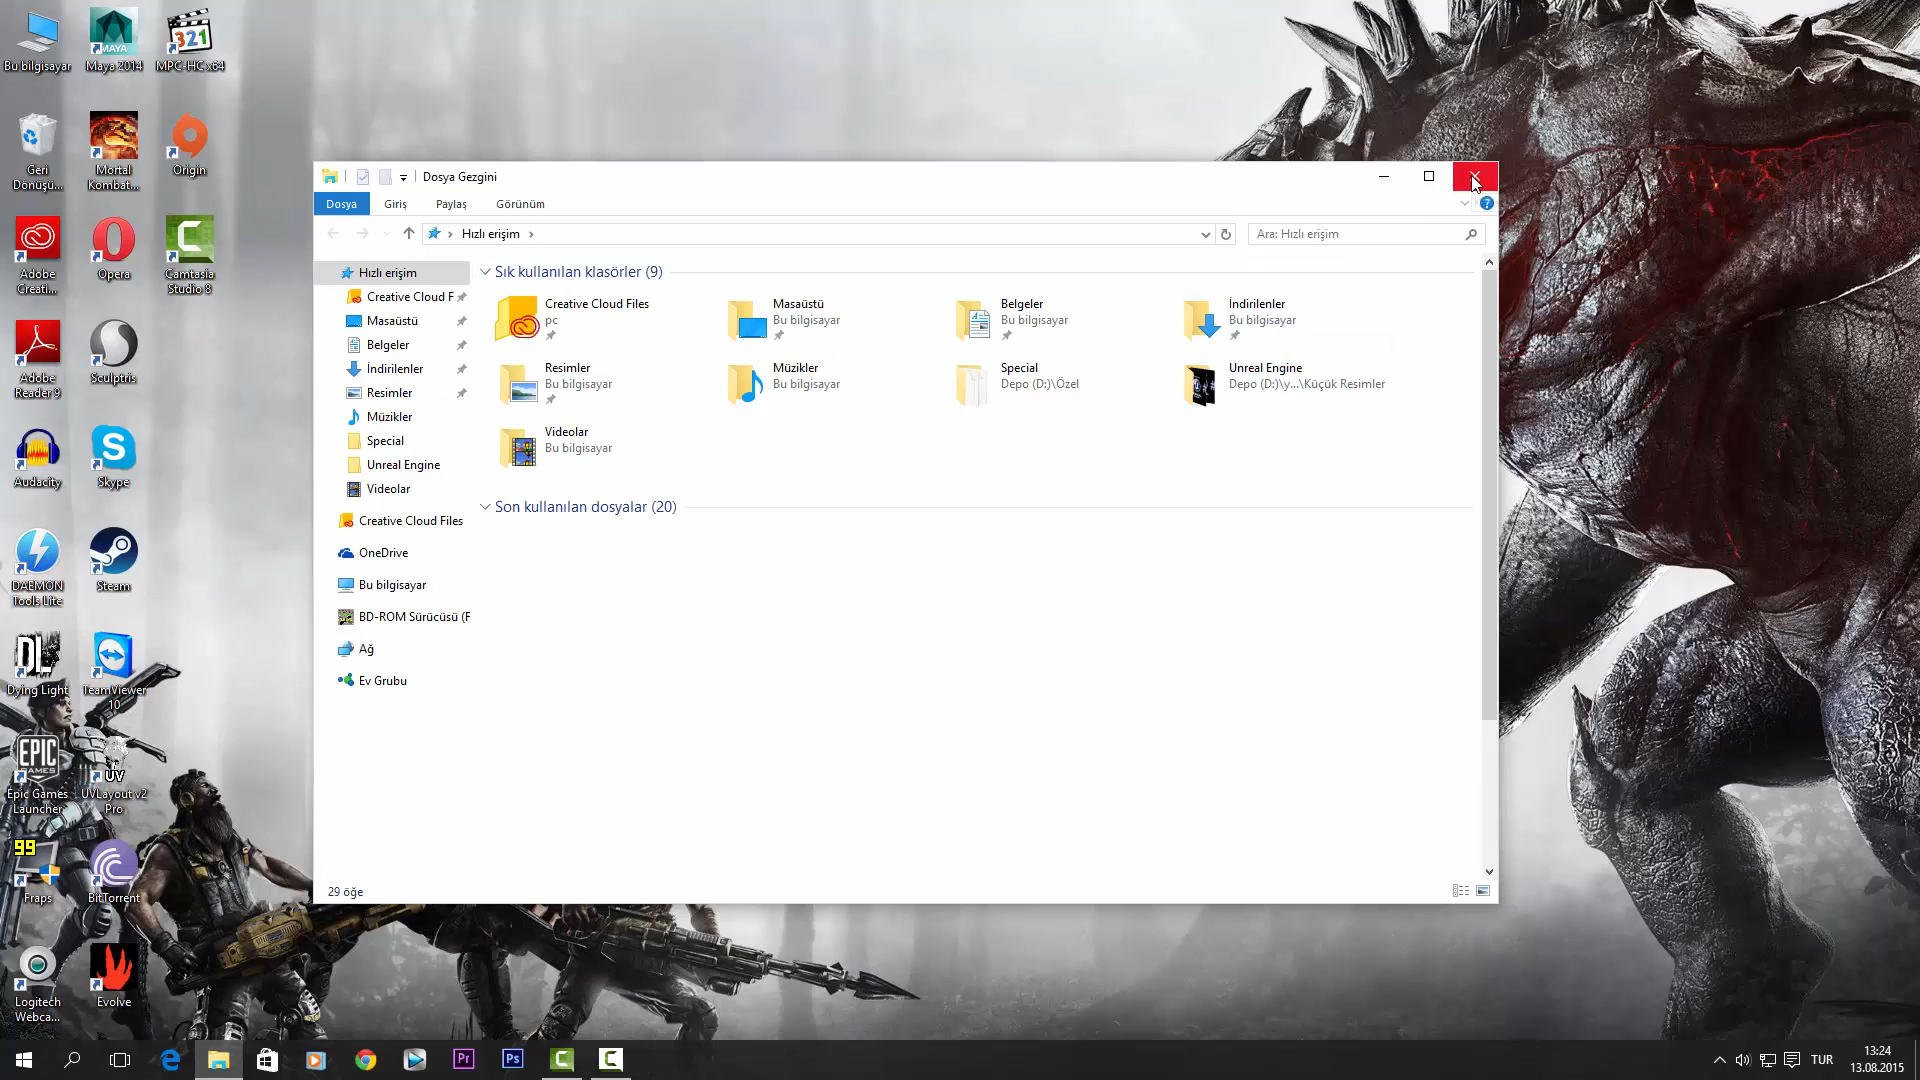 Bu bilgisayar
Maya 2014
MPC-HC x64
Geri
Dönüşü...
Mortal
Kombat...
Origin
Adobe
Creati...
Opera
Camtasia
Studio 8
Adobe
Reader 9
Sculptris
Audacity
Skype
DAEMON
Tools Lite
Steam
Dying Light
TeamViewer
10
Epic Games
Launcher
UVLayout v2
Pro
Fraps
BitTorrent
Logitech
Webca...
Evolve
MAYA
321
DL
EPIC
GAMES
UV
99
Dosya Gezgini
Dosya
Giriş
Paylaş
Görünüm
Hızlı erişim
Ara: Hızlı erişim
Hızlı erişim
Creative Cloud F
Masaüstü
Belgeler
İndirilenler
Resimler
Müzikler
Special
Unreal Engine
Videolar
Creative Cloud Files
OneDrive
Bu bilgisayar
BD-ROM Sürücüsü (F
Ağ
Ev Grubu
Sık kullanılan klasörler (9)
Creative Cloud Files
pc
Masaüstü
Bu bilgisayar
Belgeler
Bu bilgisayar
İndirilenler
Bu bilgisayar
Resimler
Bu bilgisayar
Müzikler
Bu bilgisayar
Special
Depo (D:)\Özel
Unreal Engine
Depo (D:)\y...\Küçük Resimler
Videolar
Bu bilgisayar
Son kullanılan dosyalar (20)
29 öğe
Pr
Ps
TUR
13:24
13.08.2015